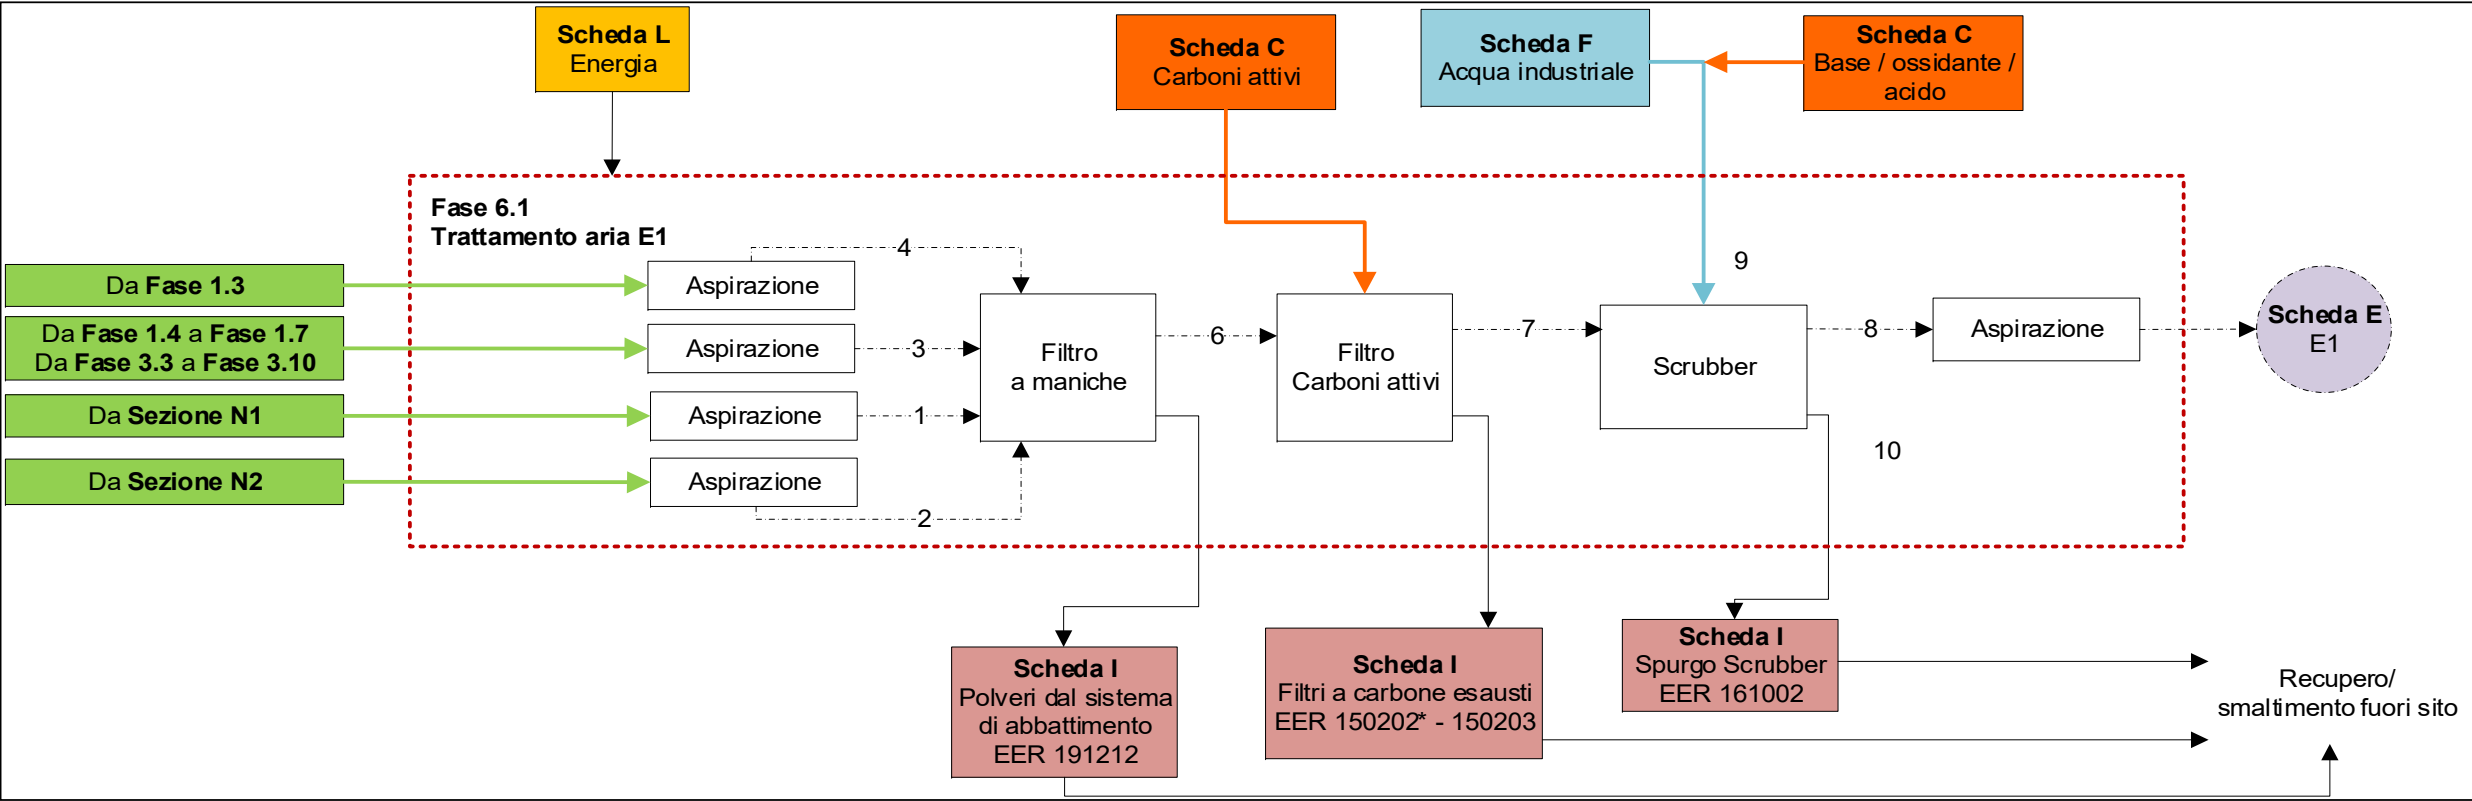 Scheda L
Energia
Scheda C
Carboni attivi
Scheda F
Acqua industriale
Scheda C
Base / ossidante /
acido
Fase 6.1
Trattamento aria E1
Da Fase 1.3
Aspirazione
4
Da Fase 1.4 a Fase 1.7
Da Fase 3.3 a Fase 3.10
Aspirazione
3
Da Sezione N1
Aspirazione
1
Da Sezione N2
Aspirazione
2
Filtro
a maniche
6
Filtro
Carboni attivi
7
9
Scrubber
8
10
Aspirazione
Scheda E
E1
Scheda I
Polveri dal sistema
di abbattimento
EER 191212
Scheda I
Filtri a carbone esausti
EER 150202* - 150203
Scheda I
Spurgo Scrubber
EER 161002
Recupero/
smaltimento fuori sito